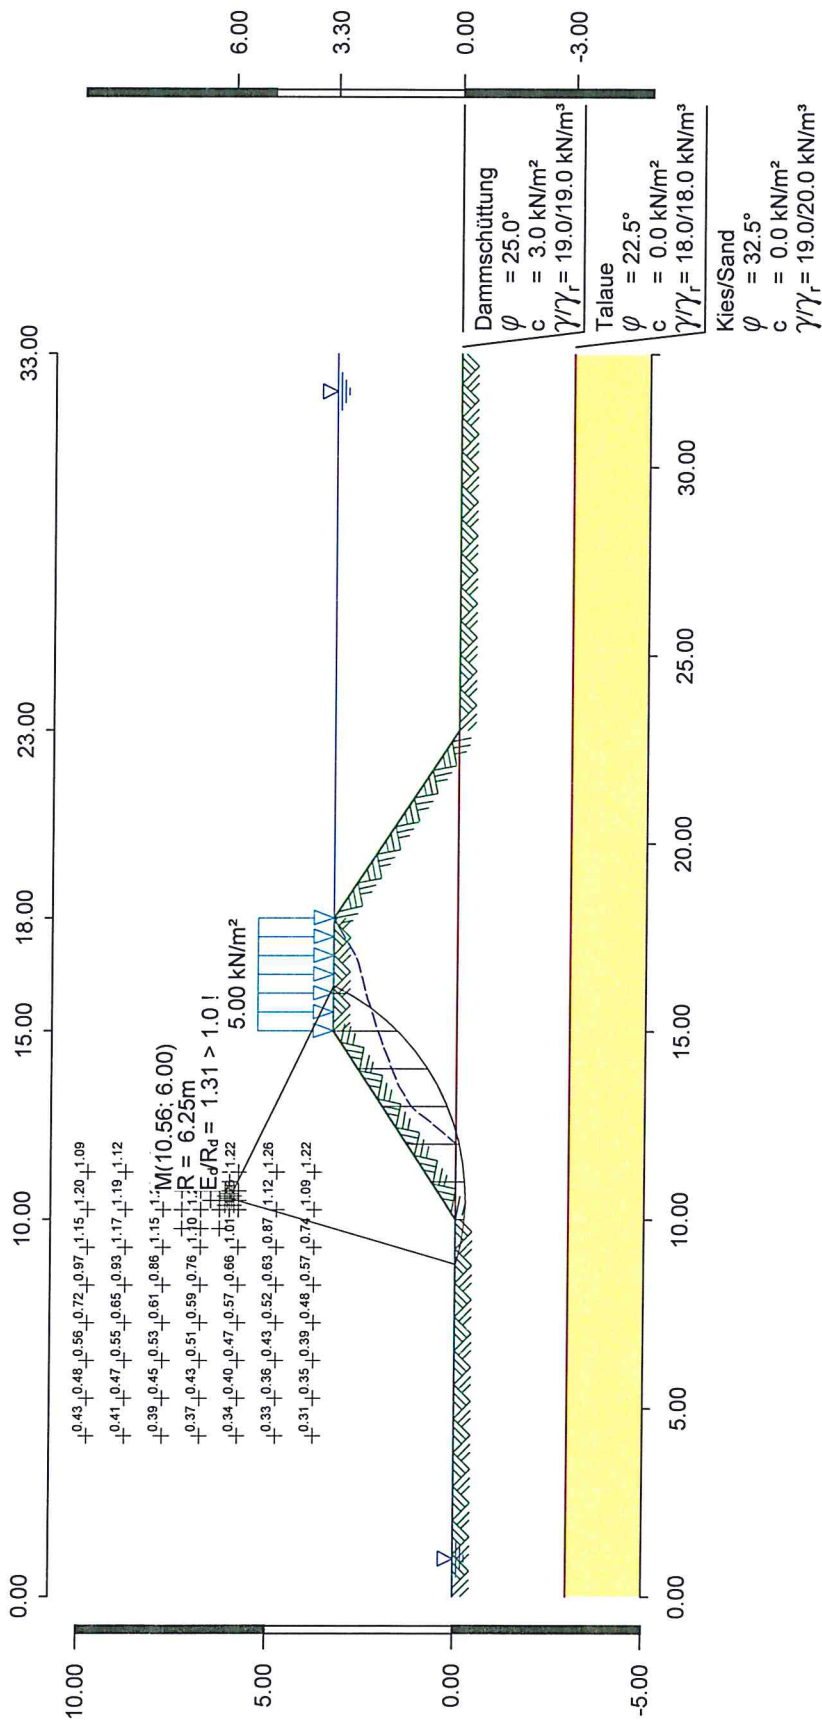 0.00 10.00 15.00 18.00 23.00 33.00
10.00
5.00
0.00
-5.00
6.00
3.30
0.00
-3.00
0.43 0.48 0.56 0.72 0.97 1.15 1.20 1.09
0.41 0.47 0.55 0.65 0.93 1.17 1.19 1.12
0.39 0.45 0.53 0.61 0.86 1.15
0.37 0.43 0.51 0.59 0.76 1.10
0.34 0.40 0.47 0.57 0.66 1.01 1.22
0.33 0.36 0.43 0.52 0.63 0.87 1.12 1.26
0.31 0.35 0.39 0.48 0.57 0.74 1.09 1.22
M(10.56; 6.00)
R = 6.25m
Ed/Rd = 1.31 > 1.0 !
5.00 kN/m²
Dammschüttung
φ = 25.0°
c = 3.0 kN/m²
γ/γr = 19.0/19.0 kN/m³
Talaue
φ = 22.5°
c = 0.0 kN/m²
γ/γr = 18.0/18.0 kN/m³
Kies/Sand
φ = 32.5°
c = 0.0 kN/m²
γ/γr = 19.0/20.0 kN/m³
0.00 5.00 10.00 15.00 20.00 25.00 30.00